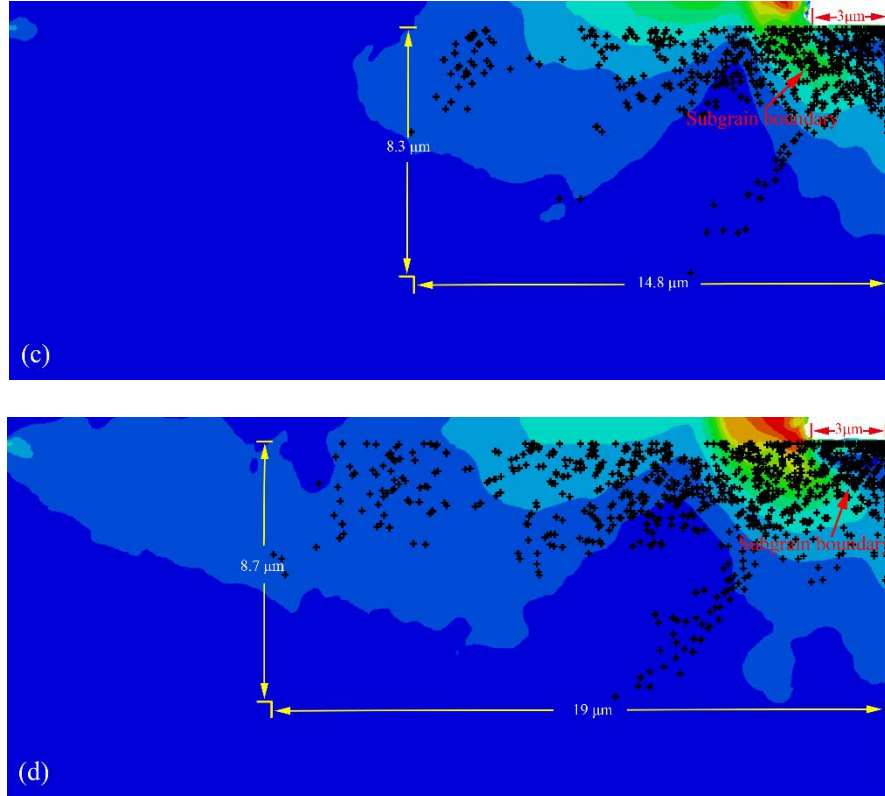 3μm
Subgrain boundary
8.3 μm
14.8 μm
(c)
3μm
Subgrain boundary
8.7 μm
19 μm
(d)